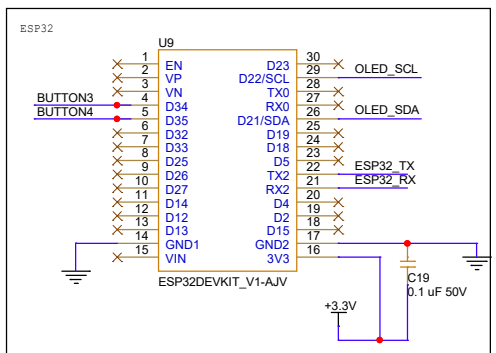 ESP32
U9
1 EN D23 30
2 VP D22/SCL 29 OLED_SCL
3 VN TX0 28
BUTTON3 4 D34 RX0 27
BUTTON4 5 D35 D21/SDA 26 OLED_SDA
6 D32 D19 25
7 D33 D18 24
8 D25 D5 23
9 D26 TX2 22 ESP32_TX
10 D27 RX2 21 ESP32_RX
11 D14 D4 20
12 D12 D2 19
13 D13 D15 18
14 GND1 GND2 17
15 VIN 3V3 16
ESP32DEVKIT_V1-AJV
C19
0.1 uF 50V
+3.3V